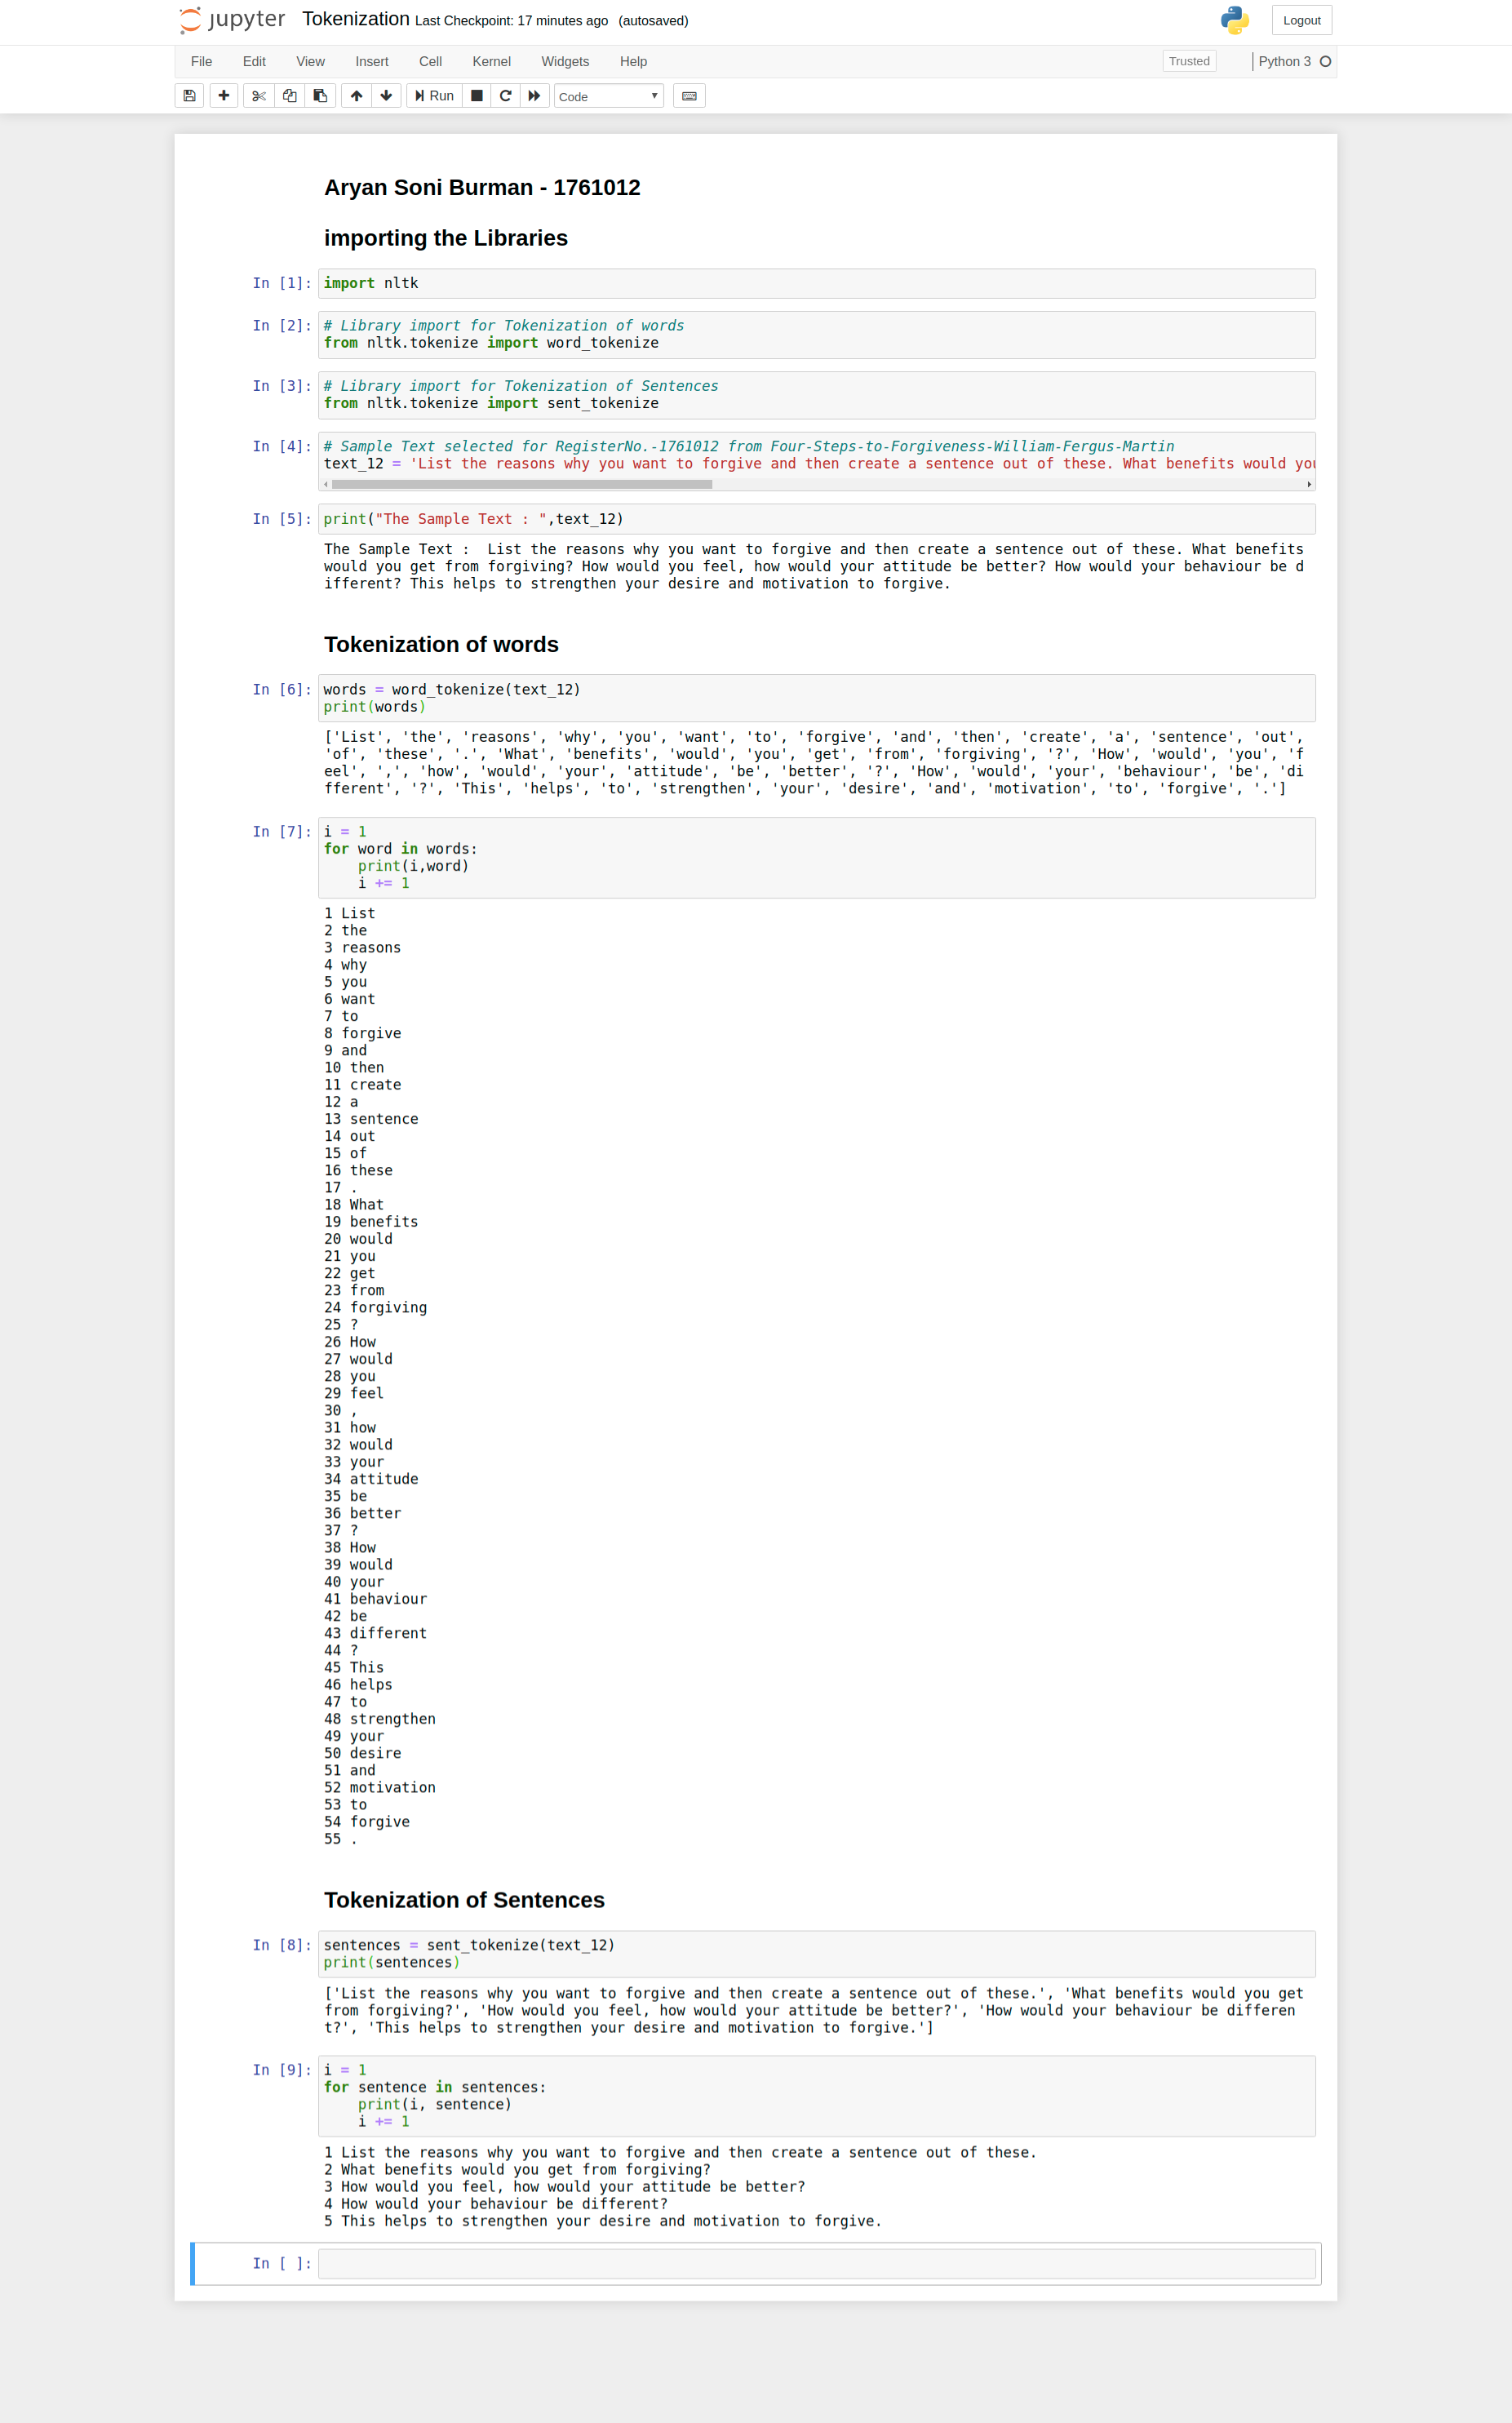 jupyter Tokenization Last Checkpoint: 17 minutes ago (autosaved) Logout
File Edit View Insert Cell Kernel Widgets Help Trusted Python 3
Run Code
Aryan Soni Burman - 1761012
importing the Libraries
In [1]: import nltk
In [2]: # Library import for Tokenization of words
from nltk.tokenize import word_tokenize
In [3]: # Library import for Tokenization of Sentences
from nltk.tokenize import sent_tokenize
In [4]: # Sample Text selected for RegisterNo.-1761012 from Four-Steps-to-Forgiveness-William-Fergus-Martin
text_12 = 'List the reasons why you want to forgive and then create a sentence out of these. What benefits would you
In [5]: print("The Sample Text : ",text_12)
The Sample Text :  List the reasons why you want to forgive and then create a sentence out of these. What benefits
would you get from forgiving? How would you feel, how would your attitude be better? How would your behaviour be d
ifferent? This helps to strengthen your desire and motivation to forgive.
Tokenization of words
In [6]: words = word_tokenize(text_12)
print(words)
['List', 'the', 'reasons', 'why', 'you', 'want', 'to', 'forgive', 'and', 'then', 'create', 'a', 'sentence', 'out',
'of', 'these', '.', 'What', 'benefits', 'would', 'you', 'get', 'from', 'forgiving', '?', 'How', 'would', 'you', 'f
eel', ',', 'how', 'would', 'your', 'attitude', 'be', 'better', '?', 'How', 'would', 'your', 'behaviour', 'be', 'di
fferent', '?', 'This', 'helps', 'to', 'strengthen', 'your', 'desire', 'and', 'motivation', 'to', 'forgive', '.']
In [7]: i = 1
for word in words:
    print(i,word)
    i += 1
1 List
2 the
3 reasons
4 why
5 you
6 want
7 to
8 forgive
9 and
10 then
11 create
12 a
13 sentence
14 out
15 of
16 these
17 .
18 What
19 benefits
20 would
21 you
22 get
23 from
24 forgiving
25 ?
26 How
27 would
28 you
29 feel
30 ,
31 how
32 would
33 your
34 attitude
35 be
36 better
37 ?
38 How
39 would
40 your
41 behaviour
42 be
43 different
44 ?
45 This
46 helps
47 to
48 strengthen
49 your
50 desire
51 and
52 motivation
53 to
54 forgive
55 .
Tokenization of Sentences
In [8]: sentences = sent_tokenize(text_12)
print(sentences)
['List the reasons why you want to forgive and then create a sentence out of these.', 'What benefits would you get
from forgiving?', 'How would you feel, how would your attitude be better?', 'How would your behaviour be differen
t?', 'This helps to strengthen your desire and motivation to forgive.']
In [9]: i = 1
for sentence in sentences:
    print(i, sentence)
    i += 1
1 List the reasons why you want to forgive and then create a sentence out of these.
2 What benefits would you get from forgiving?
3 How would you feel, how would your attitude be better?
4 How would your behaviour be different?
5 This helps to strengthen your desire and motivation to forgive.
In [ ]: